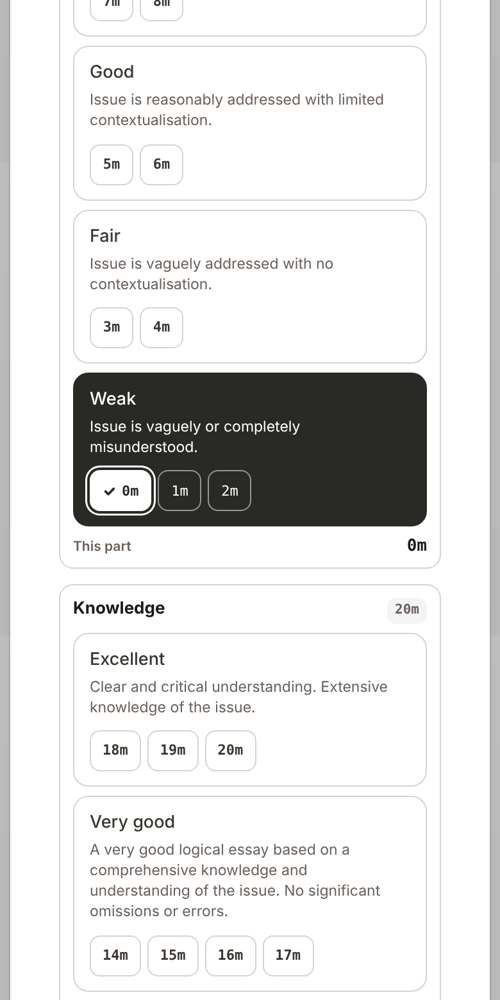 7m 8m
Good
Issue is reasonably addressed with limited
contextualisation.
5m 6m
Fair
Issue is vaguely addressed with no
contextualisation.
3m 4m
Weak
Issue is vaguely or completely
misunderstood.
✓ 0m 1m 2m
This part 0m
Knowledge 20m
Excellent
Clear and critical understanding. Extensive
knowledge of the issue.
18m 19m 20m
Very good
A very good logical essay based on a
comprehensive knowledge and
understanding of the issue. No significant
omissions or errors.
14m 15m 16m 17m